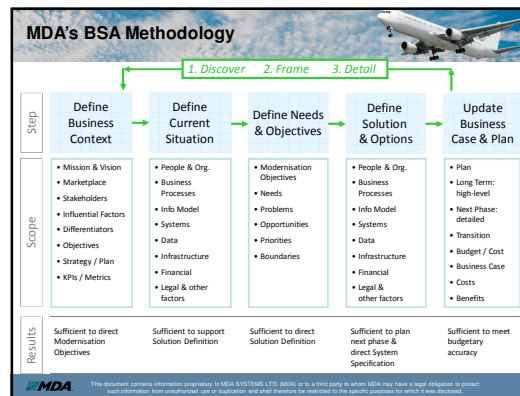 MDA's BSA Methodology
1. Discover 2. Frame 3. Detail
Step
Define
Business
Context
Define
Current
Situation
Define Needs
& Objectives
Define
Solution
& Options
Update
Business
Case & Plan
Scope
• Mission & Vision
• Marketplace
• Stakeholders
• Influential Factors
• Differentiators
• Objectives
• Strategy / Plan
• KPIs / Metrics
• People & Org.
• Business
Processes
• Info Model
• Systems
• Data
• Infrastructure
• Financial
• Legal & other
factors
• Modernisation
Objectives
• Needs
• Problems
• Opportunities
• Priorities
• Boundaries
• People & Org.
• Business
Processes
• Info Model
• Systems
• Data
• Infrastructure
• Financial
• Legal &
other factors
• Plan
• Long Term:
high-level
• Next Phase:
detailed
• Transition
• Budget / Cost
• Business Case
• Costs
• Benefits
Results
Sufficient to direct
Modernisation
Objectives
Sufficient to support
Solution Definition
Sufficient to direct
Solution Definition
Sufficient to plan
next phase &
direct System
Specification
Sufficient to meet
budgetary
accuracy
MDA
This document contains information proprietary to MDA SYSTEMS LTD. (MDA) or to a third party to whom MDA may have a legal obligation to protect
such information from unauthorized use or duplication and shall therefore be restricted to the specific purposes for which it was disclosed.